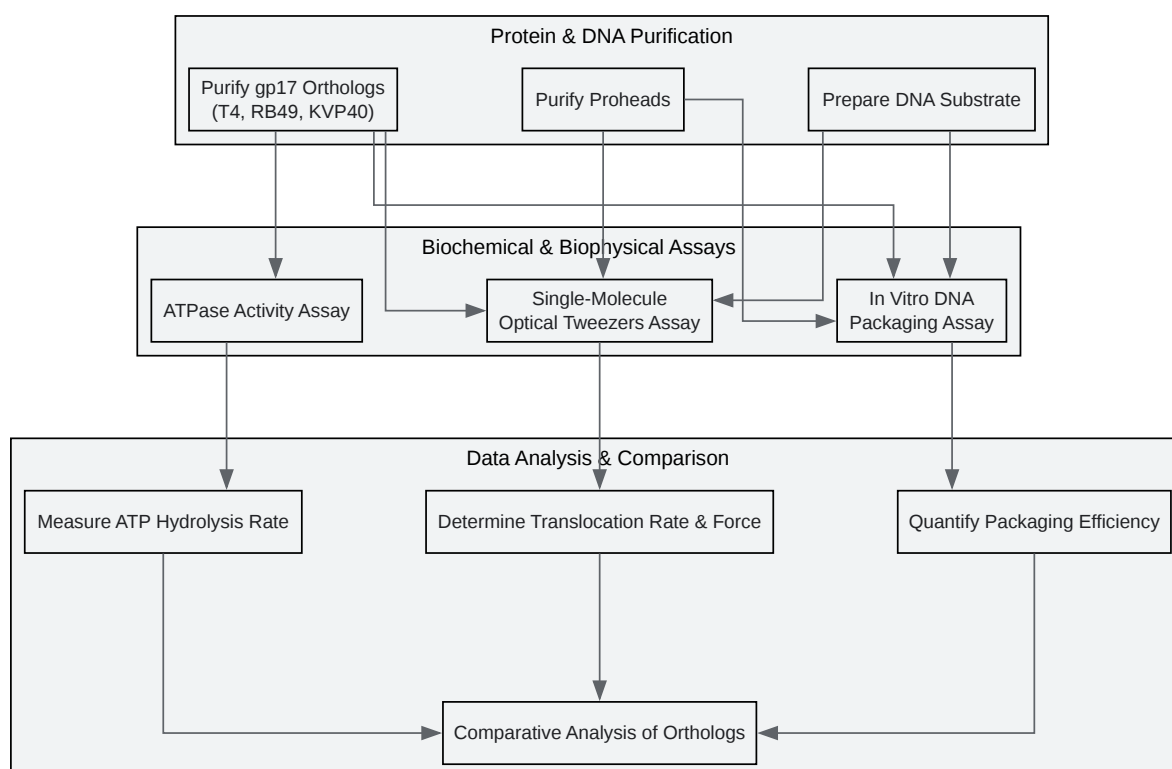 Protein & DNA Purification
Purify gp17 Orthologs
(T4, RB49, KVP40)
Purify Proheads
Prepare DNA Substrate
Biochemical & Biophysical Assays
ATPase Activity Assay
Single-Molecule
Optical Tweezers Assay
In Vitro DNA
Packaging Assay
Data Analysis & Comparison
Measure ATP Hydrolysis Rate
Determine Translocation Rate & Force
Quantify Packaging Efficiency
Comparative Analysis of Orthologs